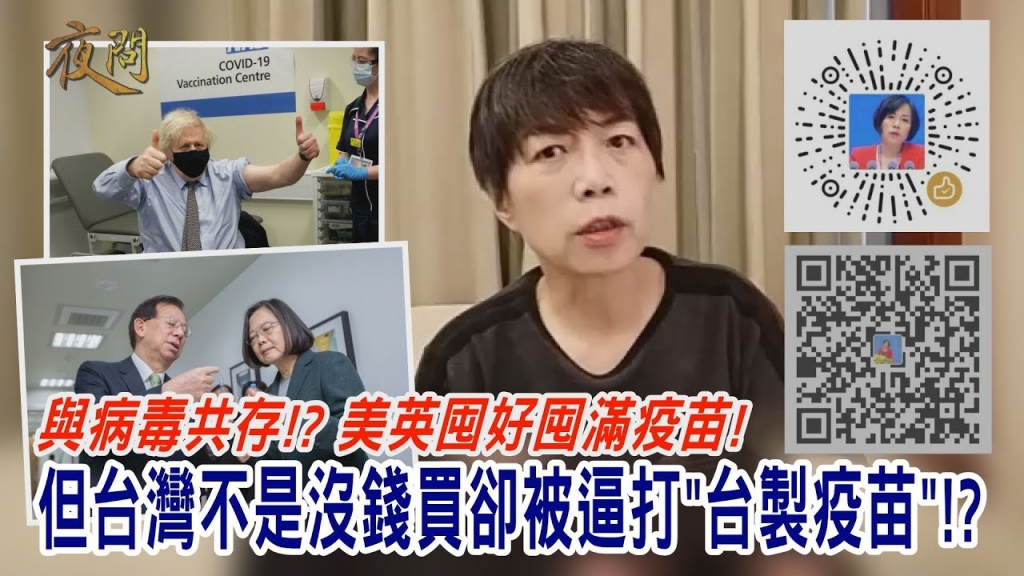 夜問
COVID-19
Vaccination Centre
與病毒共存!? 美英囤好囤滿疫苗!
但台灣不是沒錢買卻被逼打"台製疫苗"!?